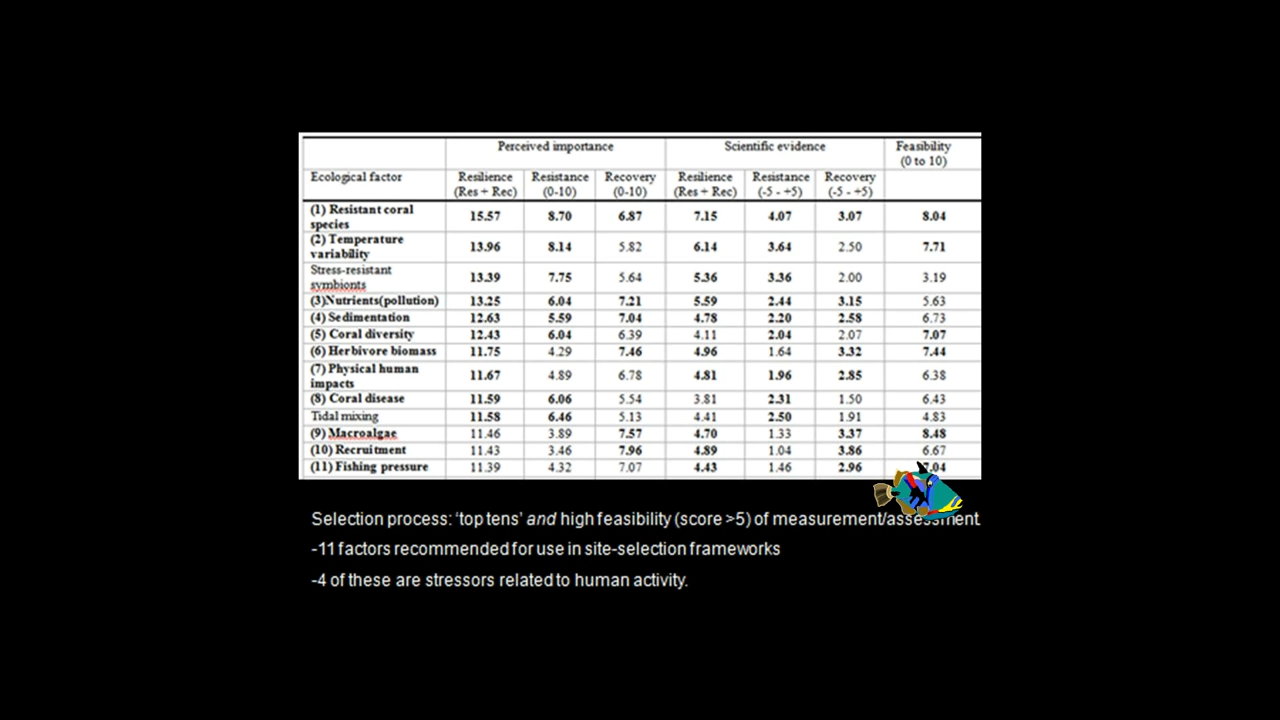 Perceived importance Scientific evidence Feasibility
(0 to 10)
Ecological factor Resilience Resistance Recovery Resilience Resistance Recovery
(Res + Rec) (0-10) (0-10) (Res + Rec) (-5 - +5) (-5 - +5)
(1) Resistant coral
species 15.57 8.70 6.87 7.15 4.07 3.07 8.04
(2) Temperature
variability 13.96 8.14 5.82 6.14 3.64 2.50 7.71
Stress-resistant
symbionts 13.39 7.75 5.64 5.36 3.36 2.00 3.19
(3)Nutrients(pollution) 13.25 6.04 7.21 5.59 2.44 3.15 5.63
(4) Sedimentation 12.63 5.59 7.04 4.78 2.20 2.58 6.73
(5) Coral diversity 12.43 6.04 6.39 4.11 2.04 2.07 7.07
(6) Herbivore biomass 11.75 4.29 7.46 4.96 1.64 3.32 7.44
(7) Physical human
impacts 11.67 4.89 6.78 4.81 1.96 2.85 6.38
(8) Coral disease 11.59 6.06 5.54 3.81 2.31 1.50 6.43
Tidal mixing 11.58 6.46 5.13 4.41 2.50 1.91 4.83
(9) Macroalgae 11.46 3.89 7.57 4.70 1.33 3.37 8.48
(10) Recruitment 11.43 3.46 7.96 4.89 1.04 3.86 6.67
(11) Fishing pressure 11.39 4.32 7.07 4.43 1.46 2.96 7.04
Selection process: ‘top tens’ and high feasibility (score >5) of measurement/assessment
-11 factors recommended for use in site-selection frameworks
-4 of these are stressors related to human activity.